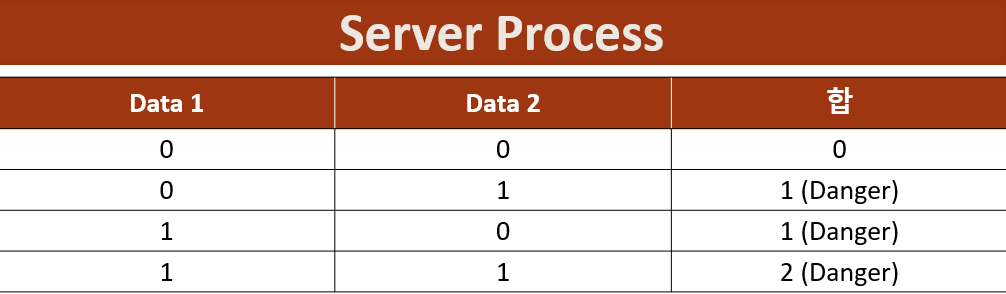 Server Process
Data 1 Data 2 합
0 0 0
0 1 1 (Danger)
1 0 1 (Danger)
1 1 2 (Danger)